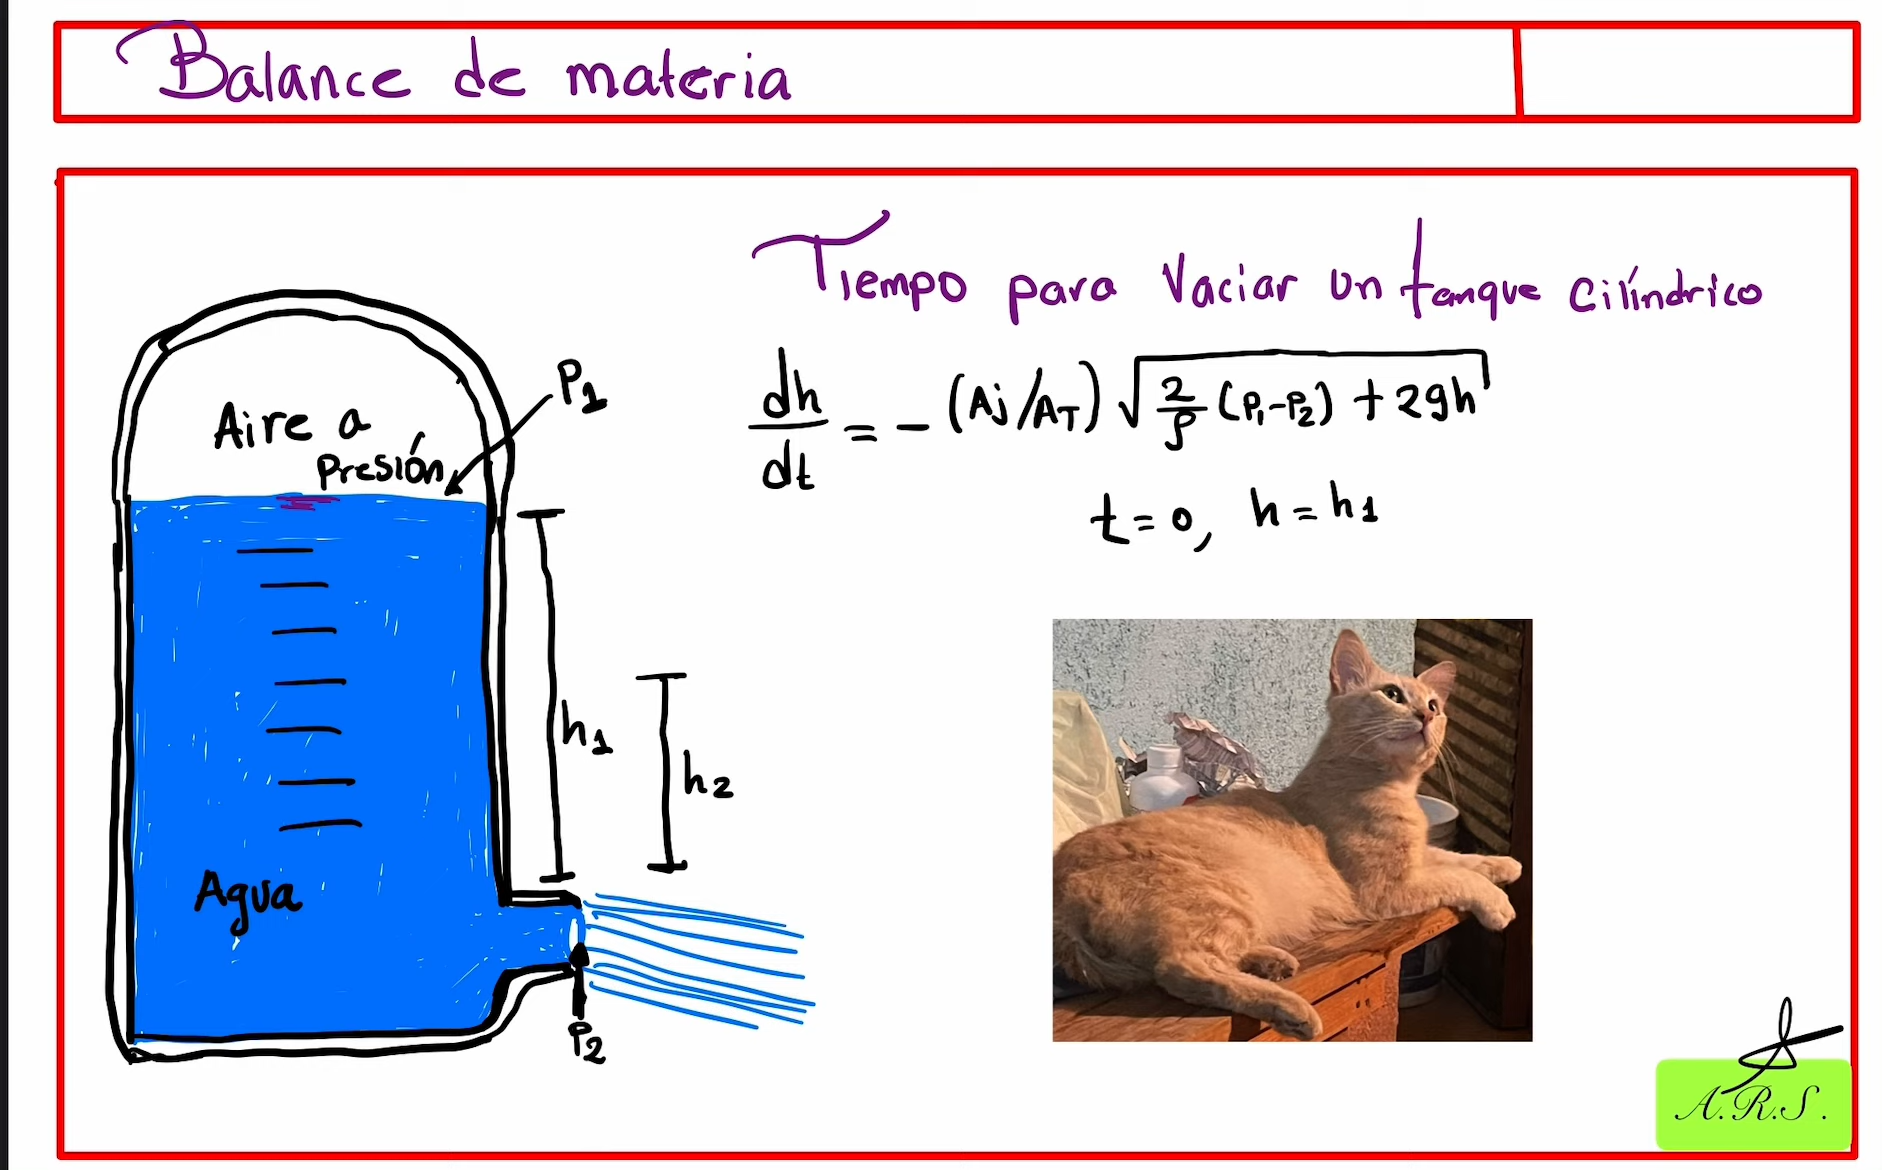 Balance de materia
Tiempo para Vaciar un tanque cilíndrico
dh/dt = - (Aj/AT) √(2/ρ (P1-P2) + 2gh)
t=0, h=h1
P1
Aire a
Presión
h1
h2
Agua
P2
A.R.S.